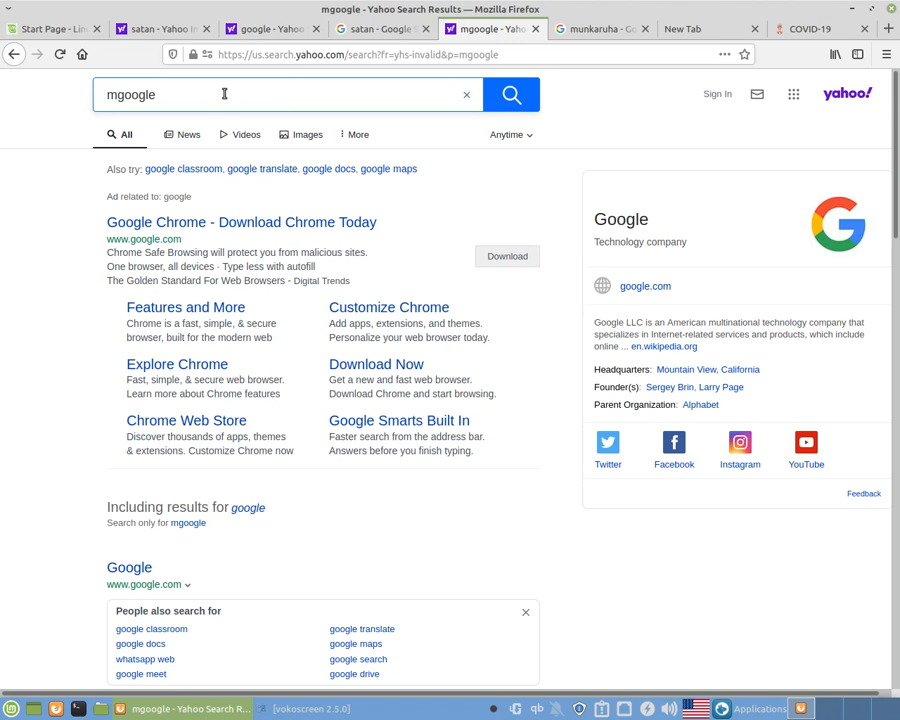 mgoogle - Yahoo Search Results — Mozilla Firefox
Start Page - Lin
satan - Yahoo Im
google - Yahoo
satan - Google S
mgoogle - Yaho
munkaruha - Go
New Tab
COVID-19
https://us.search.yahoo.com/search?fr=yhs-invalid&p=mgoogle
mgoogle
Sign In
yahoo!
All
News
Videos
Images
More
Anytime
Also try: google classroom, google translate, google docs, google maps
Ad related to: google
Google Chrome - Download Chrome Today
www.google.com
Chrome Safe Browsing will protect you from malicious sites.
One browser, all devices · Type less with autofill
The Golden Standard For Web Browsers - Digital Trends
Download
Features and More
Chrome is a fast, simple, & secure
browser, built for the modern web
Customize Chrome
Add apps, extensions, and themes.
Personalize your web browser today.
Explore Chrome
Fast, simple, & secure web browser.
Learn more about Chrome features
Download Now
Get a new and fast web browser.
Download Chrome and start browsing.
Chrome Web Store
Discover thousands of apps, themes
& extensions. Customize Chrome now
Google Smarts Built In
Faster search from the address bar.
Answers before you finish typing.
Including results for google
Search only for mgoogle
Google
www.google.com
People also search for
google classroom
google translate
google docs
google maps
whatsapp web
google search
google meet
google drive
Google
Technology company
google.com
Google LLC is an American multinational technology company that
specializes in Internet-related services and products, which include
online ... en.wikipedia.org
Headquarters: Mountain View, California
Founder(s): Sergey Brin, Larry Page
Parent Organization: Alphabet
Twitter
Facebook
Instagram
YouTube
Feedback
mgoogle - Yahoo Search R...
[vokoscreen 2.5.0]
qb
Applications